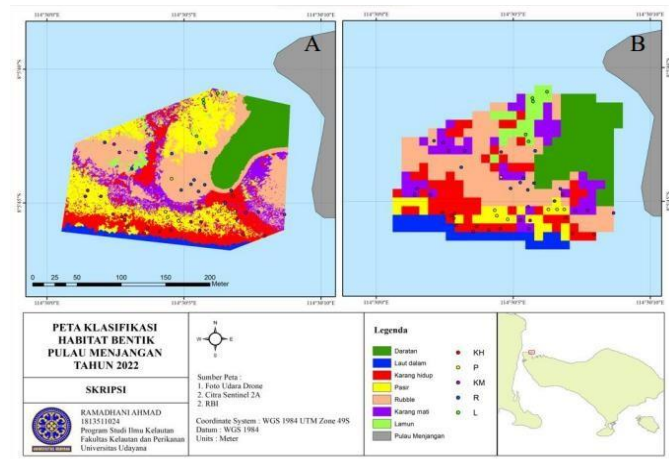 A
B
0 25 50 100 150 200
Meter
PETA KLASIFIKASI
HABITAT BENTIK
PULAU MENJANGAN
TAHUN 2022
SKRIPSI
RAMADHANI AHMAD
1813511024
Program Studi Ilmu Kelautan
Fakultas Kelautan dan Perikanan
Universitas Udayana
N
W
E
S
Sumber Peta :
1. Foto Udara Drone
2. Citra Sentinel 2A
2. RBI
Coordinate System : WGS 1984 UTM Zone 49S
Datum : WGS 1984
Units : Meter
Legenda
Daratan
Laut dalam
Karang hidup
Pasir
Rubble
Karang mati
Lamun
Pulau Menjangan
KH
P
KM
R
L